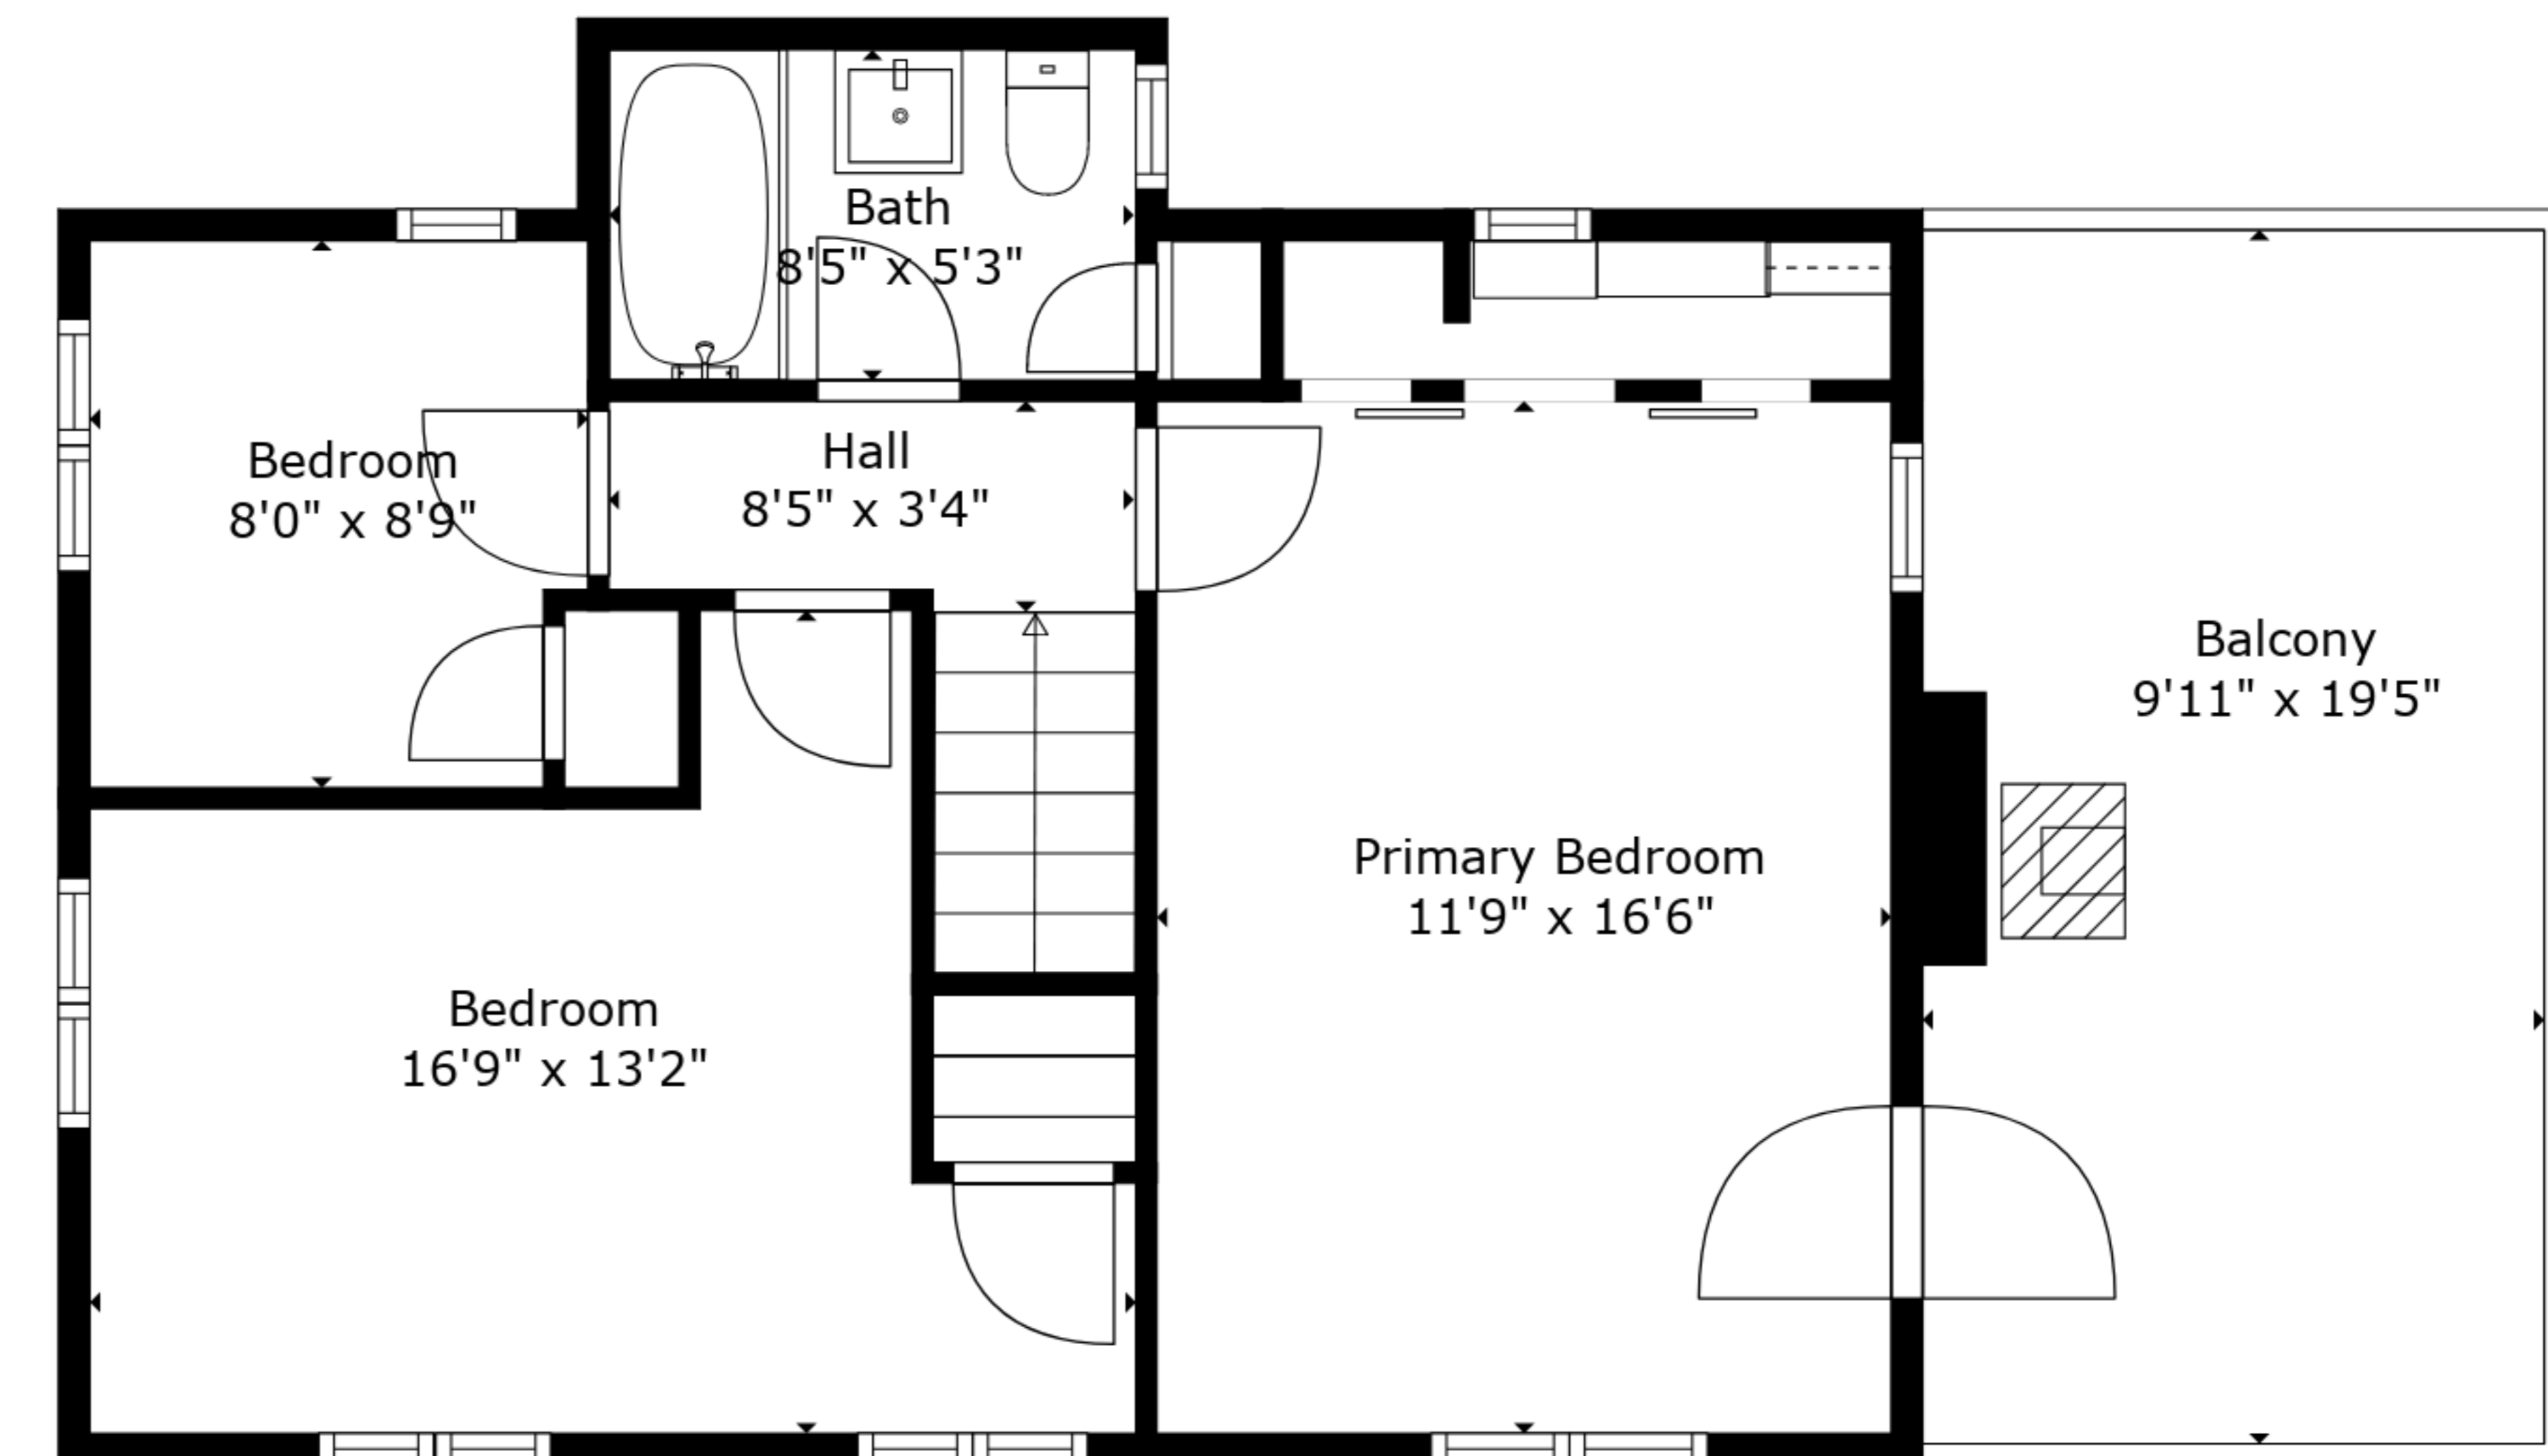 Bath
8'5" x 5'3"
Bedroom
8'0" x 8'9"
Hall
8'5" x 3'4"
Balcony
9'11" x 19'5"
Primary Bedroom
11'9" x 16'6"
Bedroom
16'9" x 13'2"